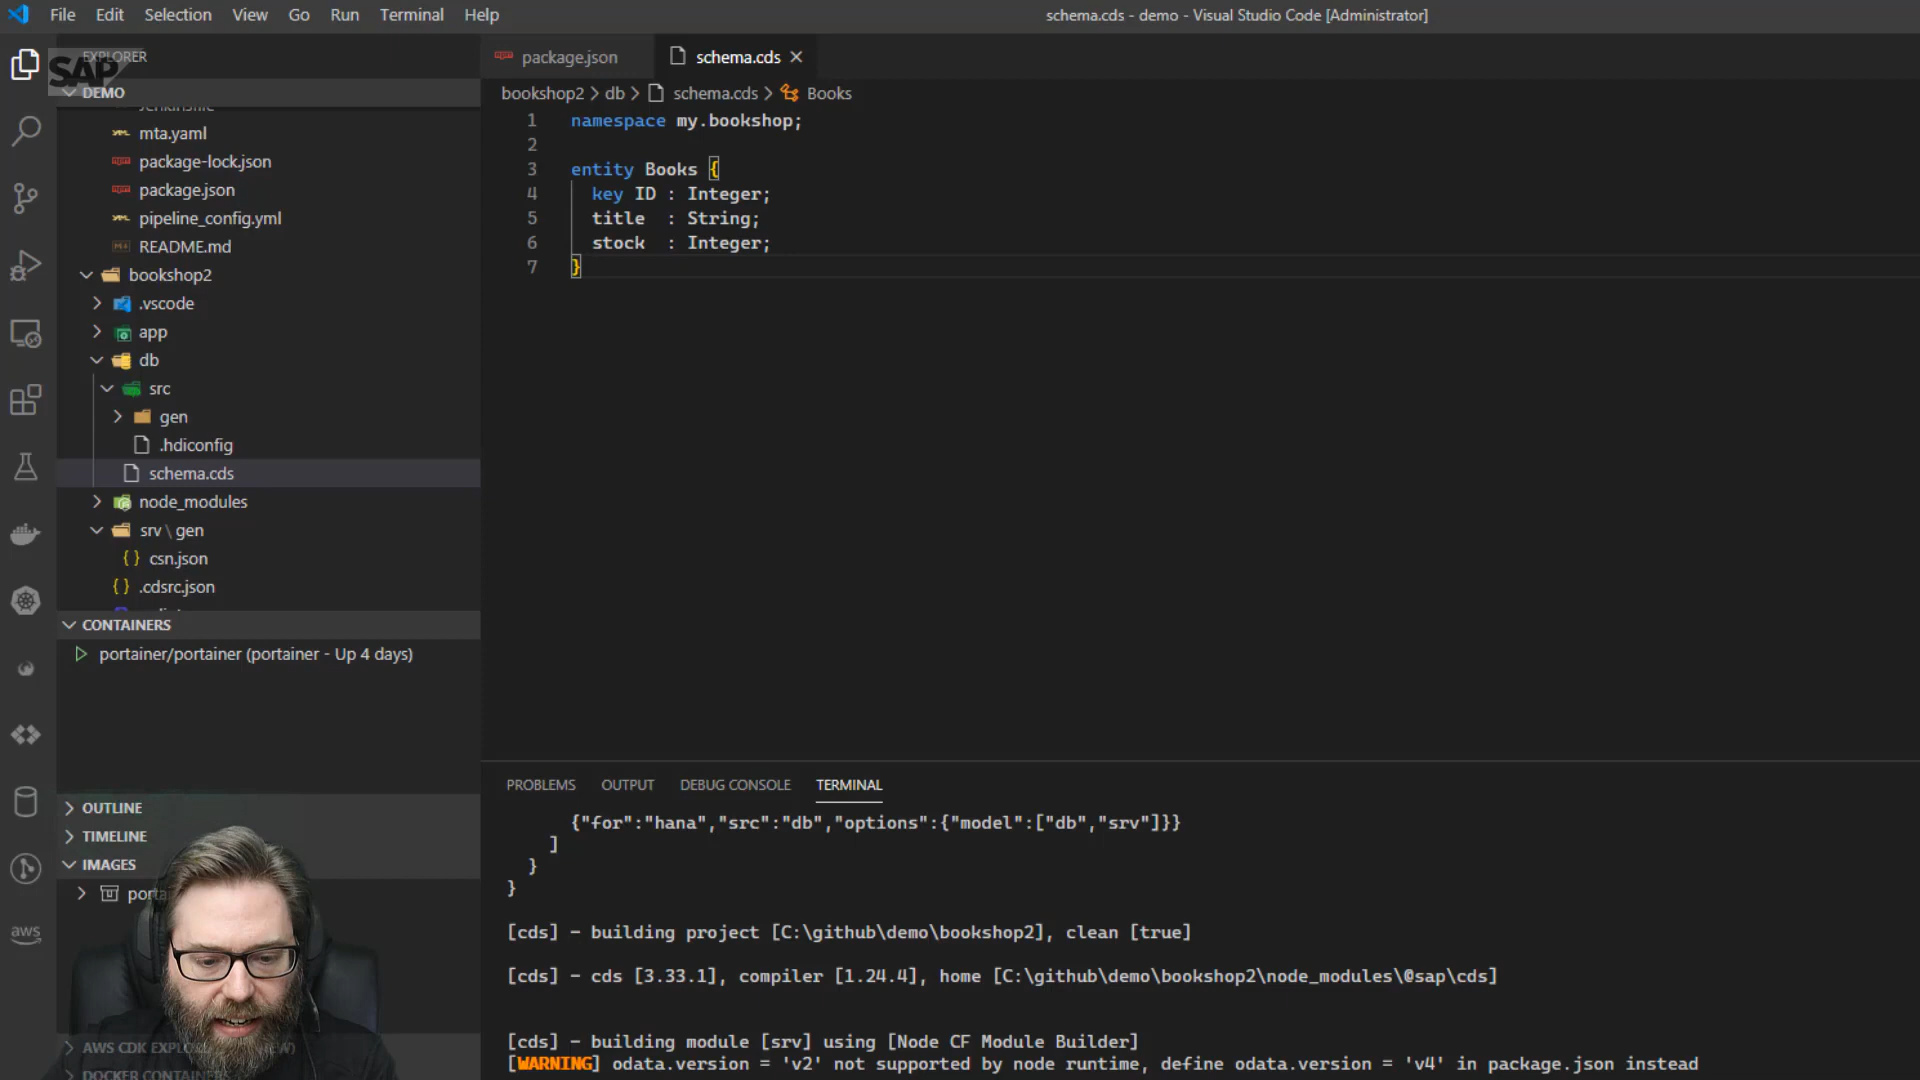 File Edit Selection View Go Run Terminal Help
schema.cds - demo - Visual Studio Code [Administrator]
EXPLORER
SAP
DEMO
Jenkinsfile
mta.yaml
package-lock.json
package.json
pipeline_config.yml
README.md
bookshop2
.vscode
app
db
src
gen
.hdiconfig
schema.cds
node_modules
srv \ gen
csn.json
.cdsrc.json
CONTAINERS
portainer/portainer (portainer - Up 4 days)
OUTLINE
TIMELINE
IMAGES
porta
AWS CDK EXPLO
DOCKER CONTAINERS
aws
package.json
schema.cds
bookshop2 > db > schema.cds > Books
1 namespace my.bookshop;
2
3 entity Books {
4 key ID : Integer;
5 title : String;
6 stock : Integer;
7 }
PROBLEMS OUTPUT DEBUG CONSOLE TERMINAL
{"for":"hana","src":"db","options":{"model":["db","srv"]}}
]
}
}
[cds] - building project [C:\github\demo\bookshop2], clean [true]
[cds] - cds [3.33.1], compiler [1.24.4], home [C:\github\demo\bookshop2\node_modules\@sap\cds]
[cds] - building module [srv] using [Node CF Module Builder]
[WARNING] odata.version = 'v2' not supported by node runtime, define odata.version = 'v4' in package.json instead